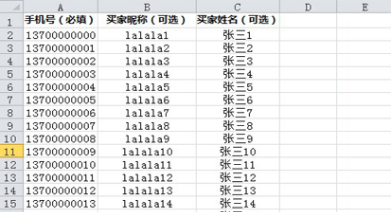 A B C D E
1 手机号（必填） 买家昵称（可选） 买家姓名（可选）
2 13700000000 lalala1 张三1
3 13700000001 lalala2 张三2
4 13700000002 lalala3 张三3
5 13700000003 lalala4 张三4
6 13700000004 lalala5 张三5
7 13700000005 lalala6 张三6
8 13700000006 lalala7 张三7
9 13700000007 lalala8 张三8
10 13700000008 lalala9 张三9
11 13700000009 lalala10 张三10
12 13700000010 lalala11 张三11
13 13700000011 lalala12 张三12
14 13700000012 lalala13 张三13
15 13700000013 lalala14 张三14